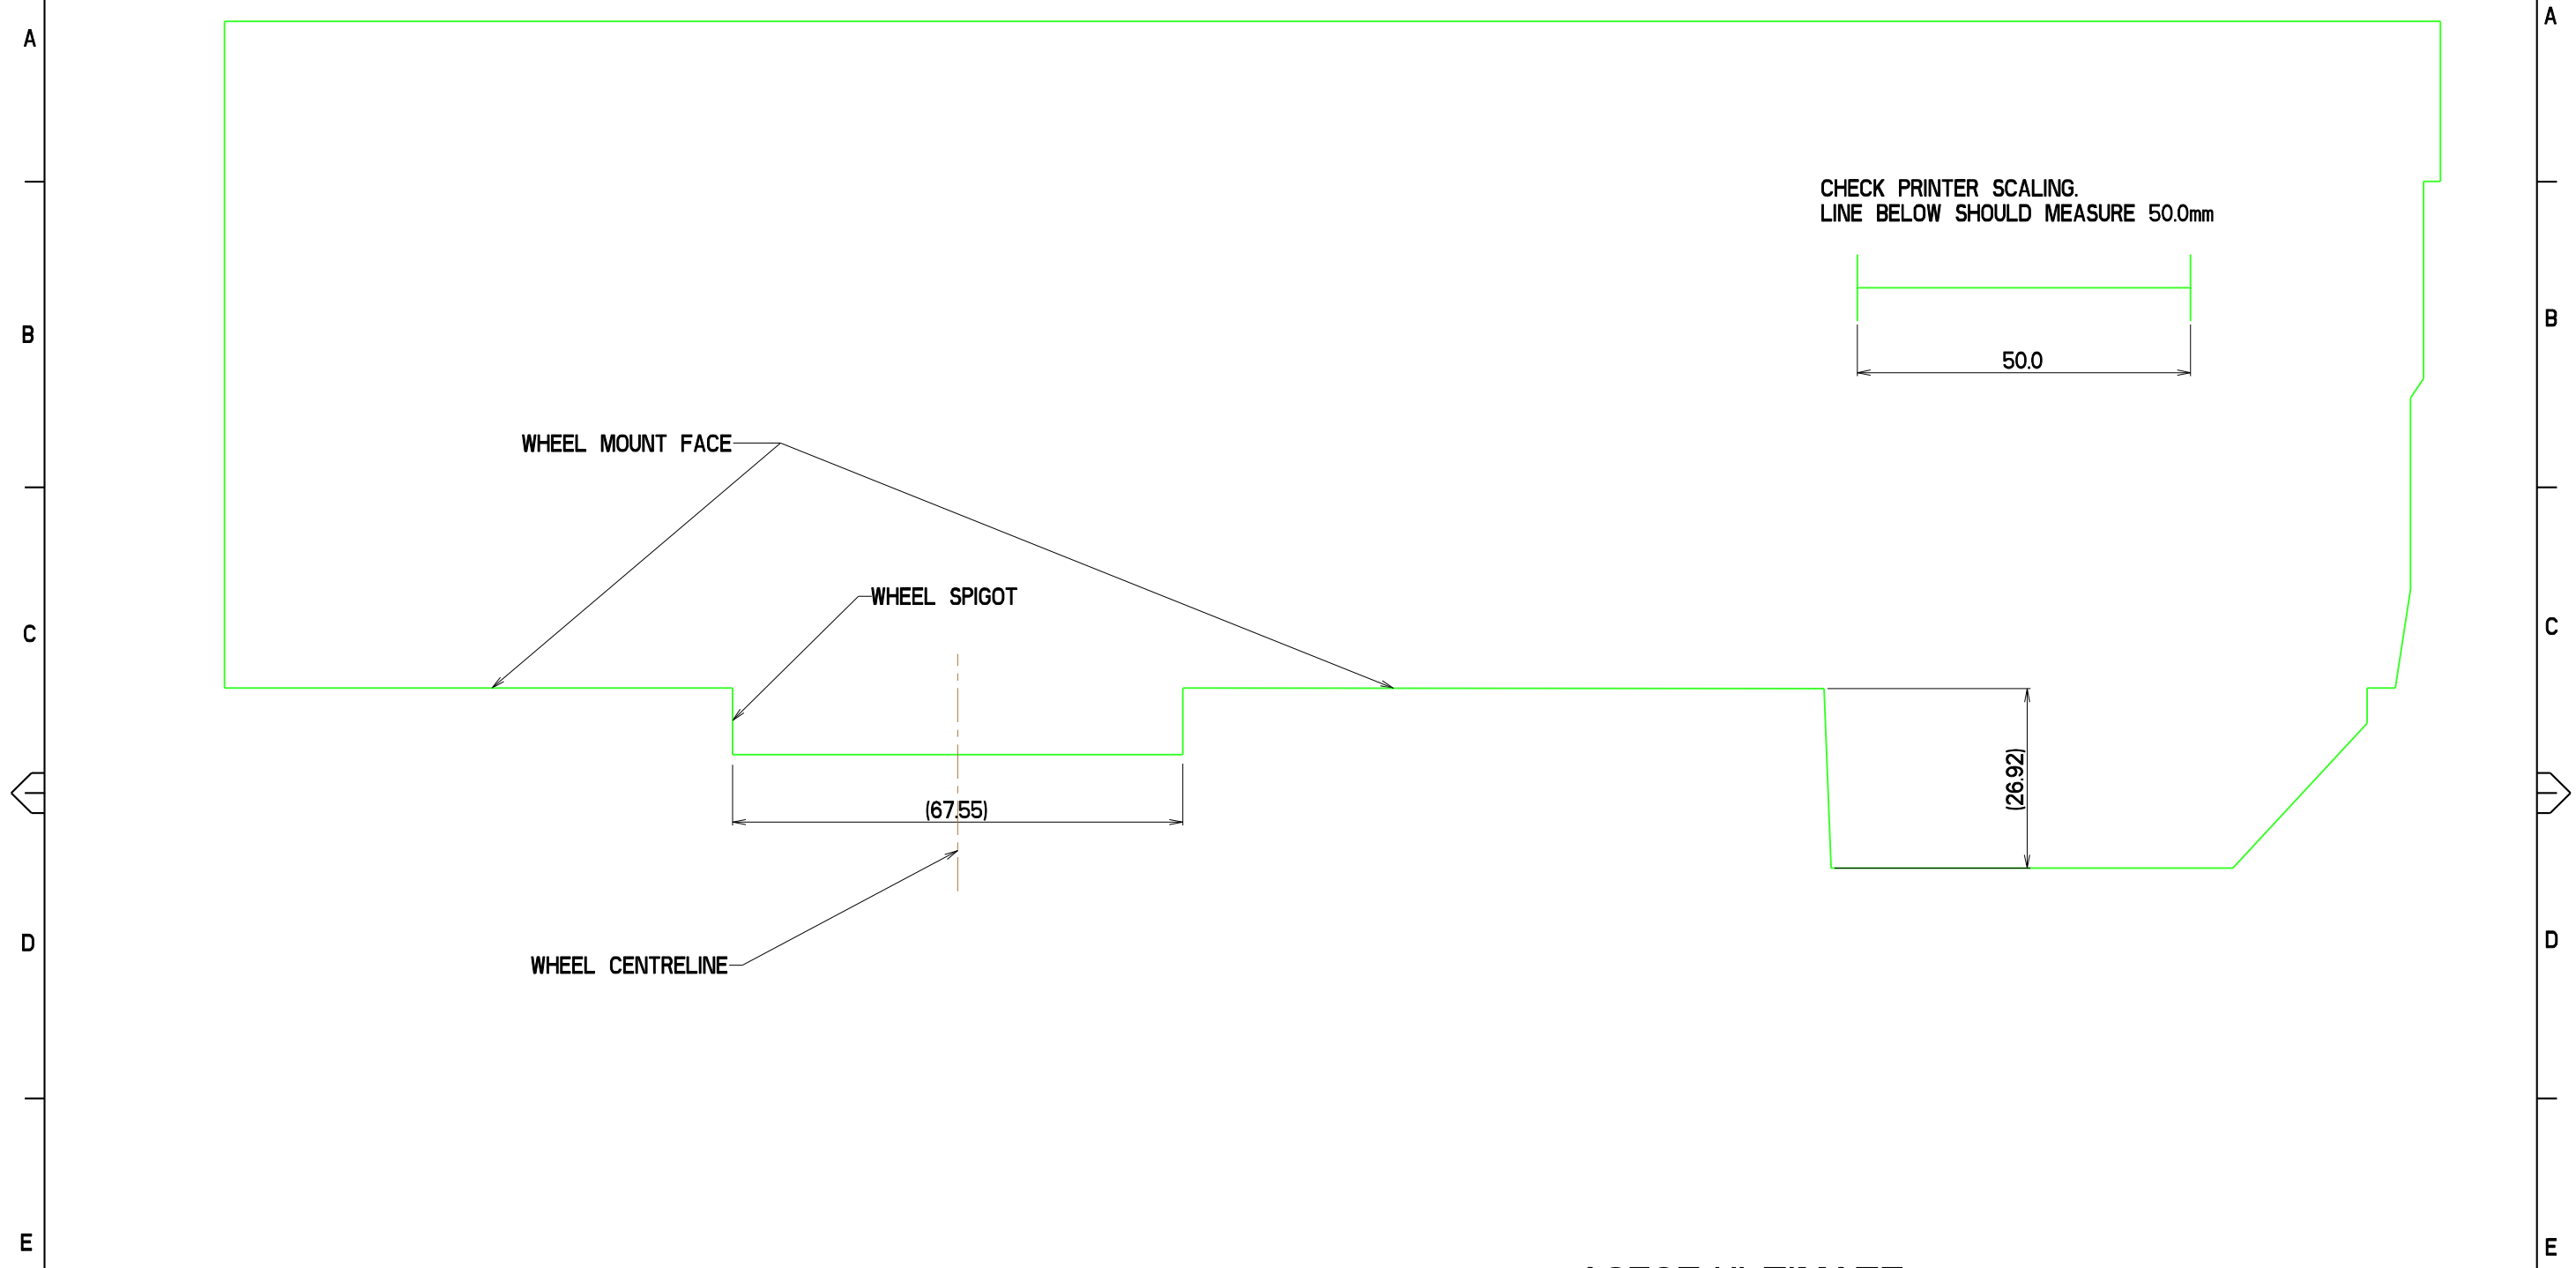 A
A
CHECK PRINTER SCALING.
LINE BELOW SHOULD MEASURE 50.0mm
B
B
50.0
WHEEL MOUNT FACE
WHEEL SPIGOT
C
C
(26.92)
(67.55)
WHEEL CENTRELINE
D
D
E
E